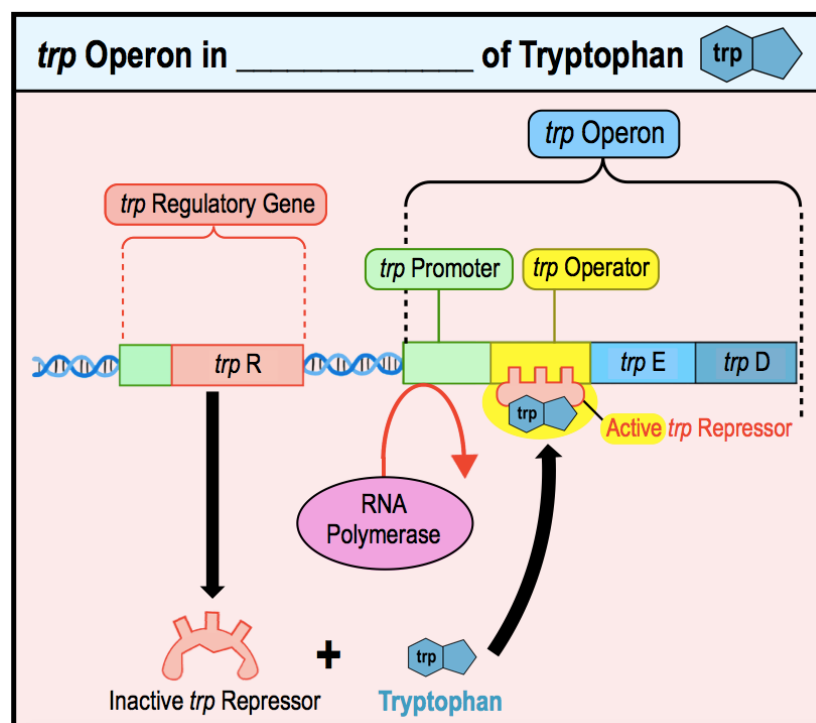 trp Operon in ______________ of Tryptophan trp
trp Operon
trp Regulatory Gene
trp Promoter
trp Operator
trp R
trp E
trp D
trp
Active trp Repressor
RNA
Polymerase
+
trp
Inactive trp Repressor
Tryptophan